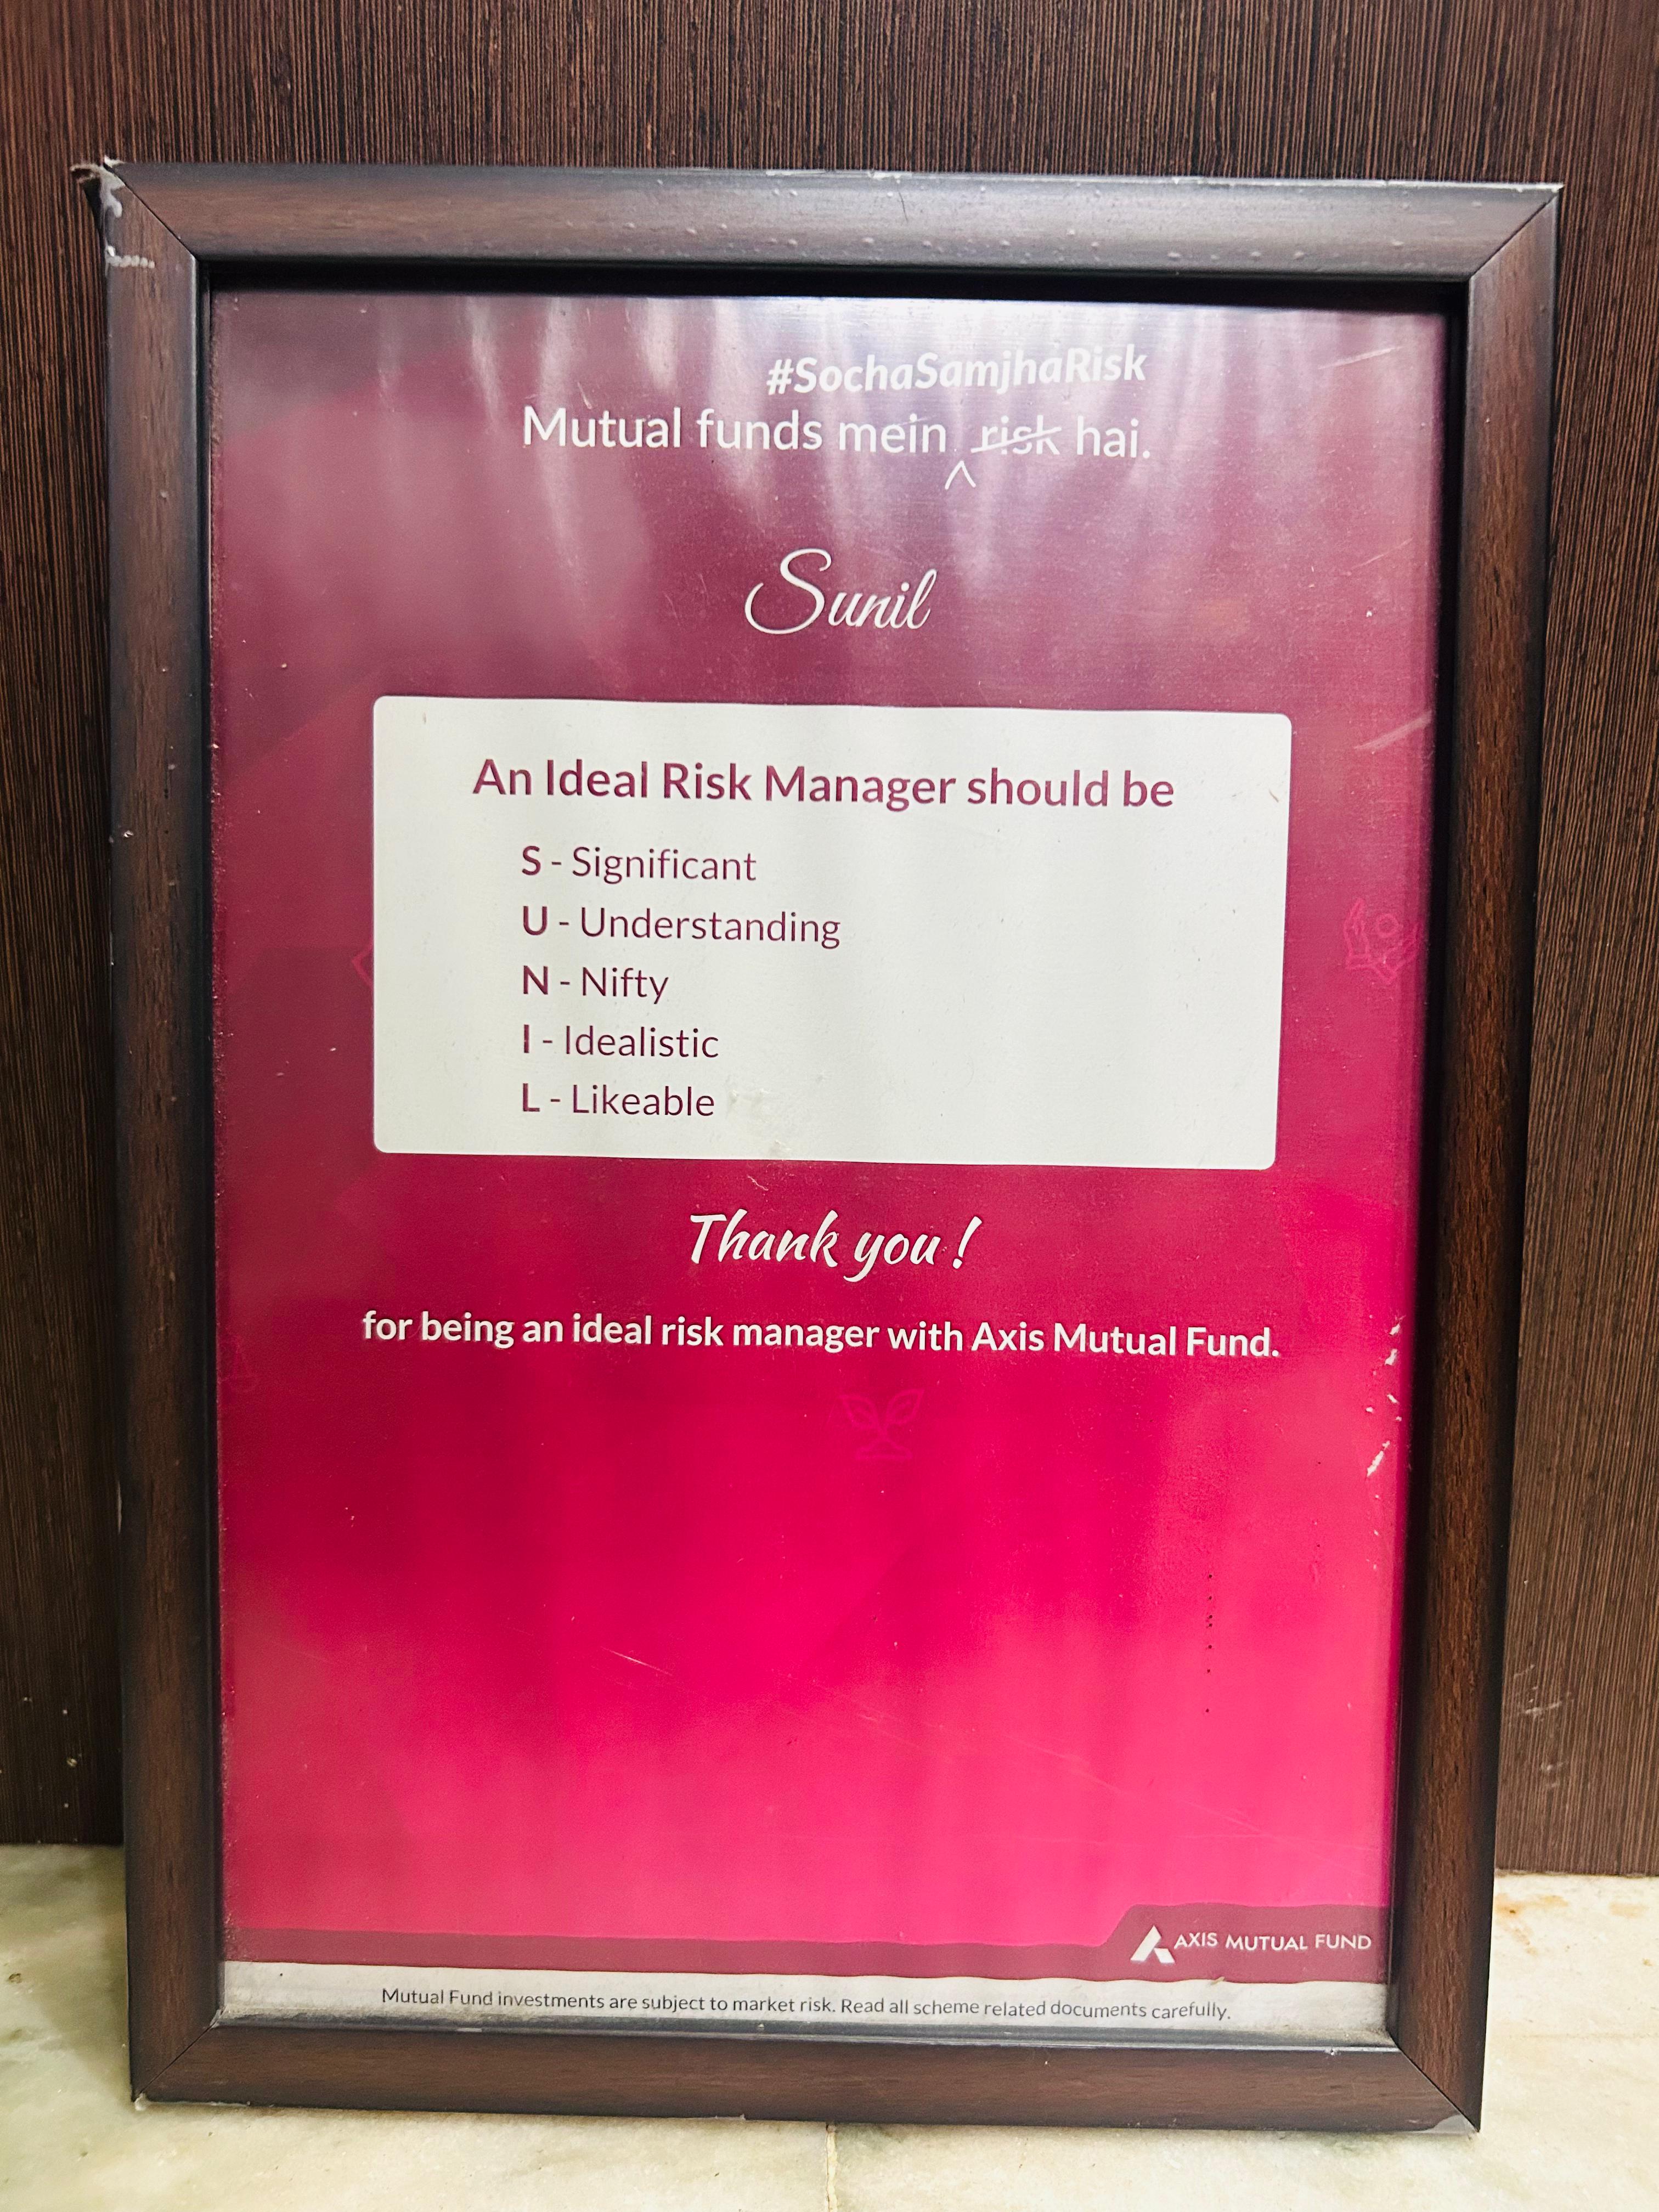 #SochaSamjhaRisk
Mutual funds mein ^ risk hai.
Sunil
An Ideal Risk Manager should be
S - Significant
U - Understanding
N - Nifty
I - Idealistic
L - Likeable
Thank you !
for being an ideal risk manager with Axis Mutual Fund.
AXIS MUTUAL FUND
Mutual Fund investments are subject to market risk. Read all scheme related documents carefully.